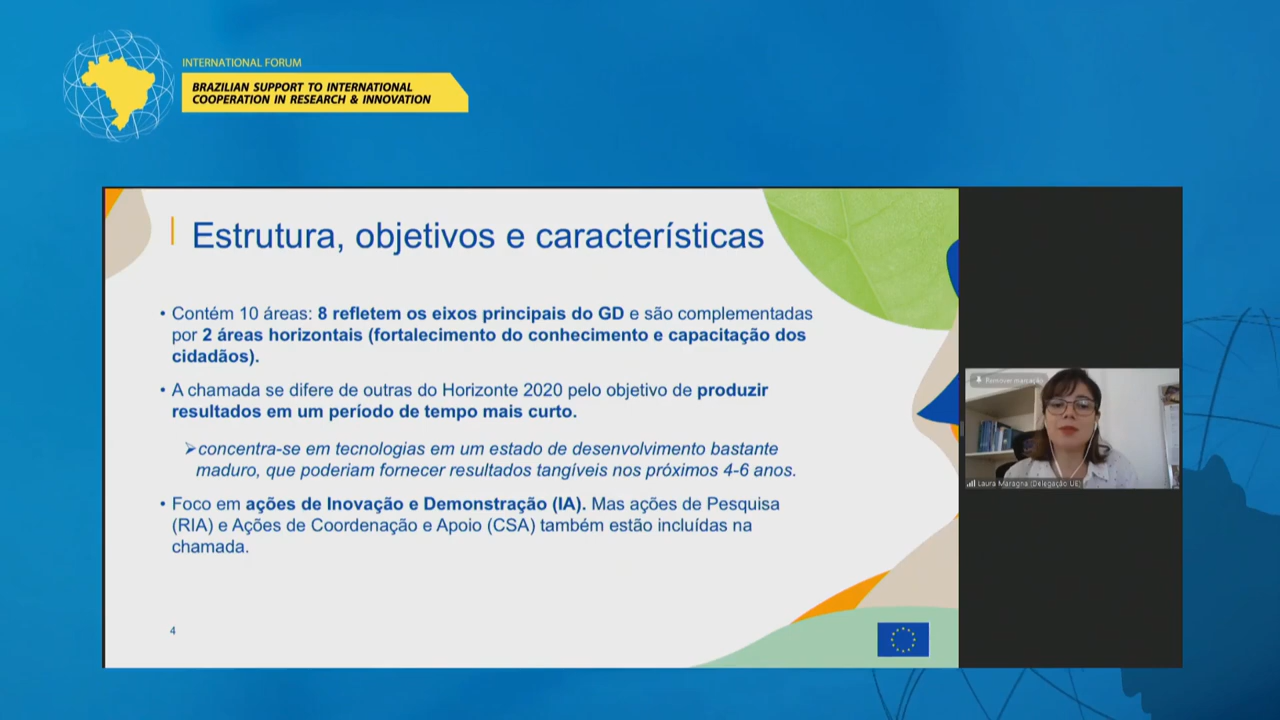 INTERNATIONAL FORUM
BRAZILIAN SUPPORT TO INTERNATIONAL
COOPERATION IN RESEARCH & INNOVATION
Estrutura, objetivos e características
• Contém 10 áreas: 8 refletem os eixos principais do GD e são complementadas
por 2 áreas horizontais (fortalecimento do conhecimento e capacitação dos
cidadãos).
• A chamada se difere de outras do Horizonte 2020 pelo objetivo de produzir
resultados em um período de tempo mais curto.
➢concentra-se em tecnologias em um estado de desenvolvimento bastante
maduro, que poderiam fornecer resultados tangíveis nos próximos 4-6 anos.
• Foco em ações de Inovação e Demonstração (IA). Mas ações de Pesquisa
(RIA) e Ações de Coordenação e Apoio (CSA) também estão incluídas na
chamada.
4
Remover marcação
Laura Maragna (Delegação UE)